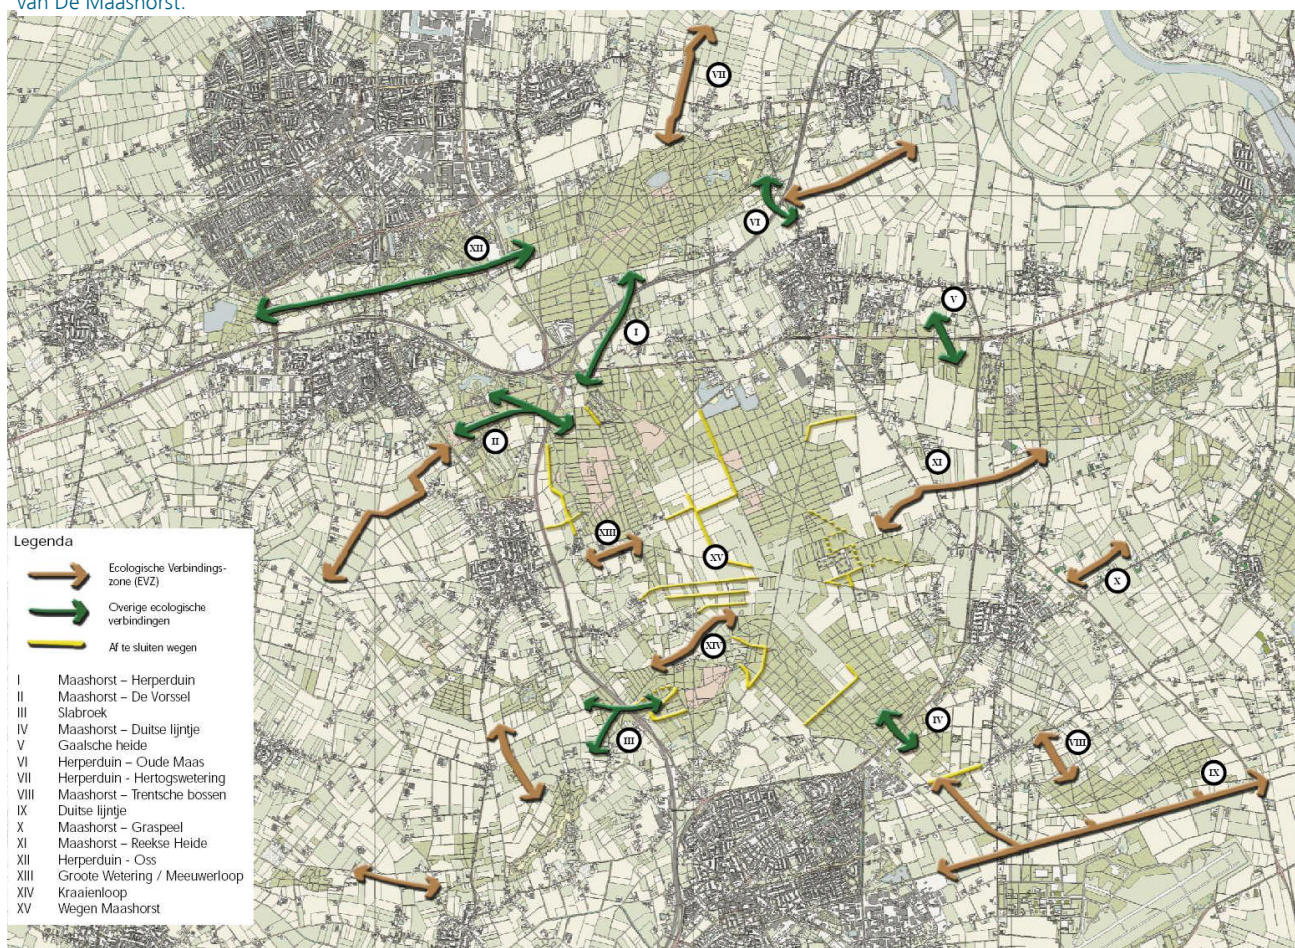 van De Maashorst.
VII
VI
XII
V
I
II
XI
XIII
XV
X
XIV
IV
III
VIII
IX
Legenda
Ecologische Verbindings-
zone (EVZ)
Overige ecologische
verbindingen
Af te sluiten wegen
I Maashorst – Herperduin
II Maashorst – De Vorssel
III Slabroek
IV Maashorst – Duitse lijntje
V Gaalsche heide
VI Herperduin – Oude Maas
VII Herperduin - Hertogswetering
VIII Maashorst – Trentsche bossen
IX Duitse lijntje
X Maashorst – Graspeel
XI Maashorst – Reekse Heide
XII Herperduin - Oss
XIII Groote Wetering / Meeuwerloop
XIV Kraaienloop
XV Wegen Maashorst